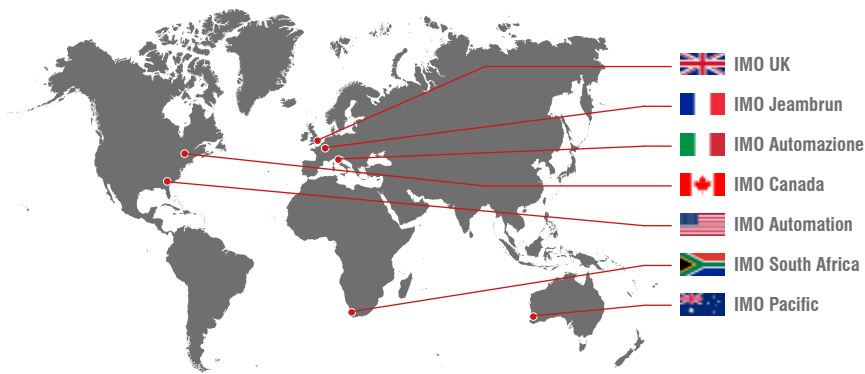 IMO UK
IMO Jeambrun
IMO Automazione
IMO Canada
IMO Automation
IMO South Africa
IMO Pacific